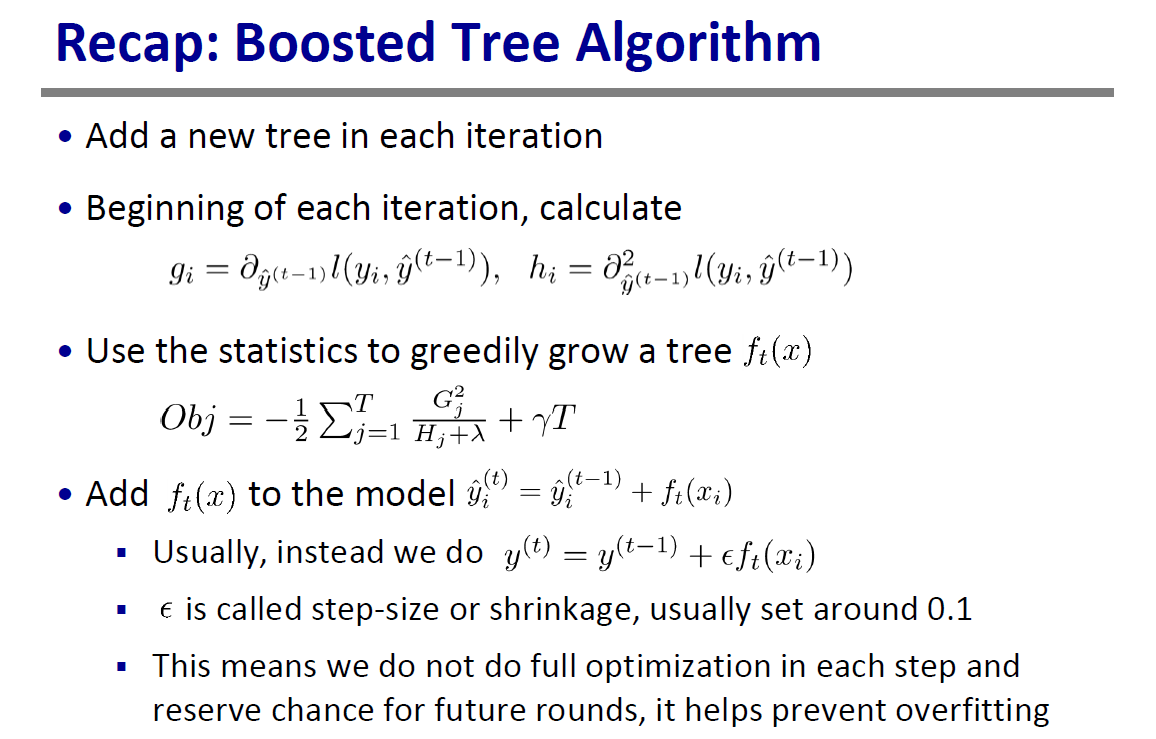 Recap: Boosted Tree Algorithm
• Add a new tree in each iteration
• Beginning of each iteration, calculate
$g_i = \partial_{\hat{y}^{(t-1)}} l(y_i, \hat{y}^{(t-1)}), \quad h_i = \partial^2_{\hat{y}^{(t-1)}} l(y_i, \hat{y}^{(t-1)})$
• Use the statistics to greedily grow a tree $f_t(x)$
$Obj = -\frac{1}{2} \sum_{j=1}^{T} \frac{G_j^2}{H_j + \lambda} + \gamma T$
• Add $f_t(x)$ to the model $\hat{y}_i^{(t)} = \hat{y}_i^{(t-1)} + f_t(x_i)$
▪ Usually, instead we do $y^{(t)} = y^{(t-1)} + \epsilon f_t(x_i)$
▪ $\epsilon$ is called step-size or shrinkage, usually set around 0.1
▪ This means we do not do full optimization in each step and
reserve chance for future rounds, it helps prevent overfitting